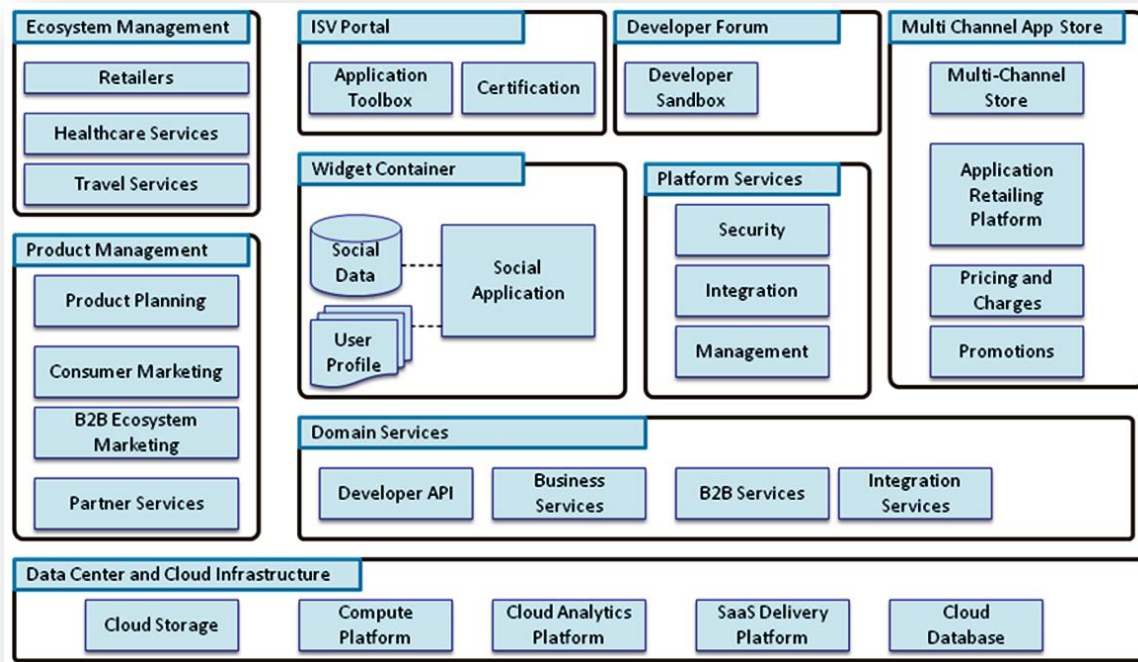 Ecosystem Management
Retailers
Healthcare Services
Travel Services
Product Management
Product Planning
Consumer Marketing
B2B Ecosystem
Marketing
Partner Services
ISV Portal
Application
Toolbox
Certification
Developer Forum
Developer
Sandbox
Multi Channel App Store
Multi-Channel
Store
Application
Retailing
Platform
Pricing and
Charges
Promotions
Widget Container
Social
Data
User
Profile
Social
Application
Platform Services
Security
Integration
Management
Domain Services
Developer API
Business
Services
B2B Services
Integration
Services
Data Center and Cloud Infrastructure
Cloud Storage
Compute
Platform
Cloud Analytics
Platform
SaaS Delivery
Platform
Cloud
Database